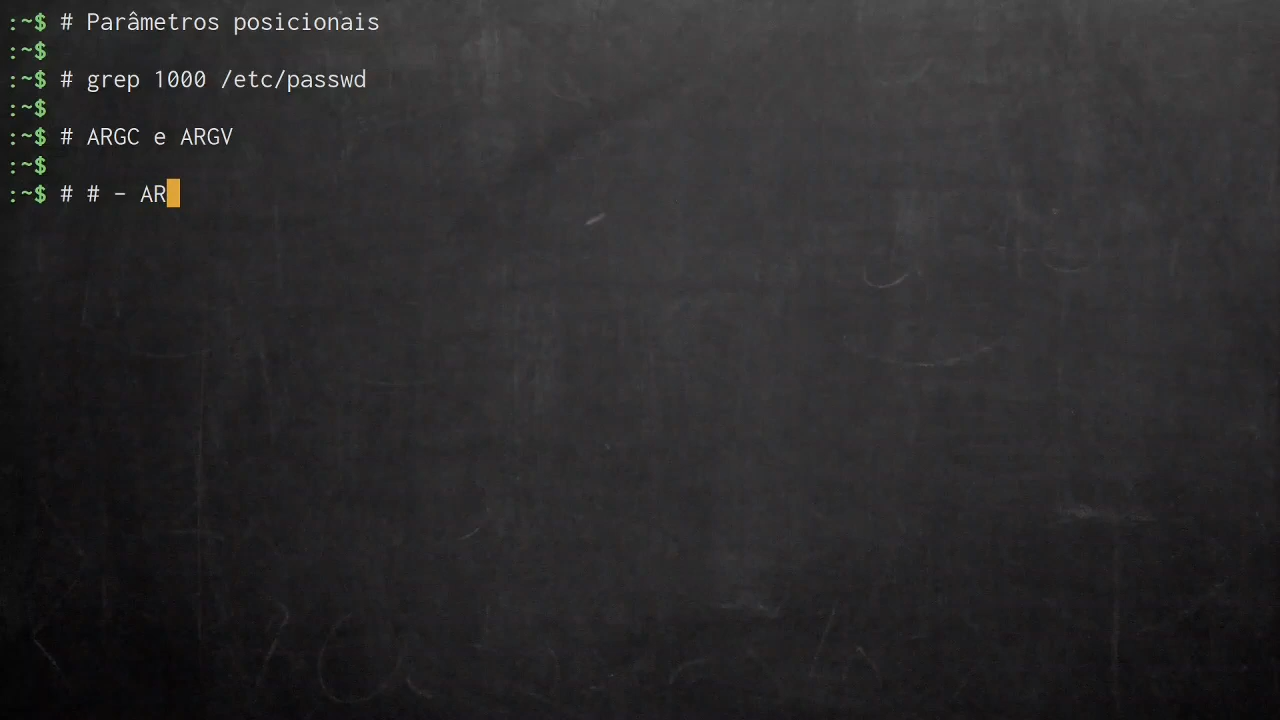 :~$ # Parâmetros posicionais
:~$
:~$ # grep 1000 /etc/passwd
:~$
:~$ # ARGC e ARGV
:~$
:~$ # # - AR